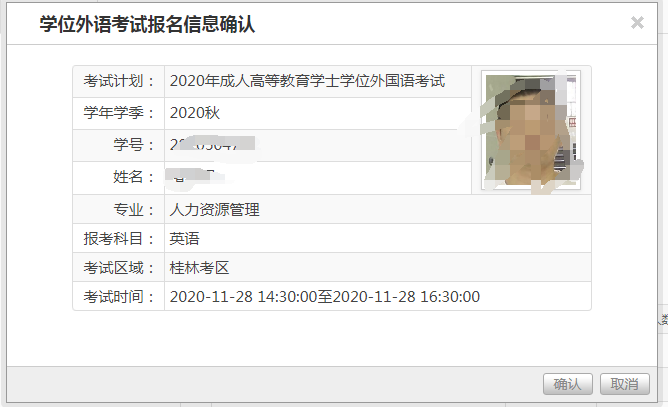 学位外语考试报名信息确认
考试计划： 2020年成人高等教育学士学位外国语考试
学年学季： 2020秋
学号：
姓名：
专业： 人力资源管理
报考科目： 英语
考试区域： 桂林考区
考试时间： 2020-11-28 14:30:00至2020-11-28 16:30:00
确认 取消